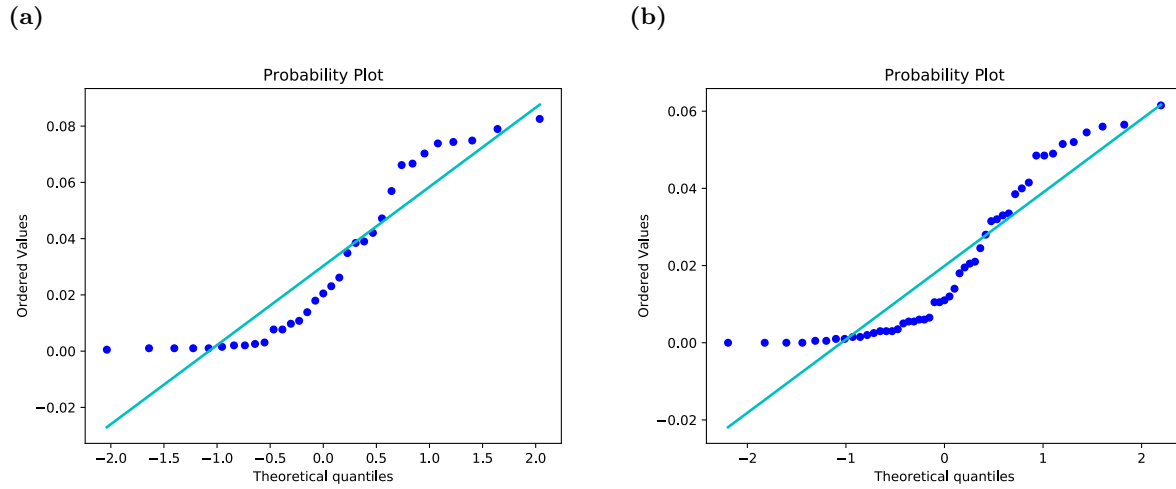 (a)
Probability Plot
Ordered Values
0.08
0.06
0.04
0.02
0.00
−0.02
−2.0 −1.5 −1.0 −0.5 0.0 0.5 1.0 1.5 2.0
Theoretical quantiles
(b)
Probability Plot
Ordered Values
0.06
0.04
0.02
0.00
−0.02
−2 −1 0 1 2
Theoretical quantiles